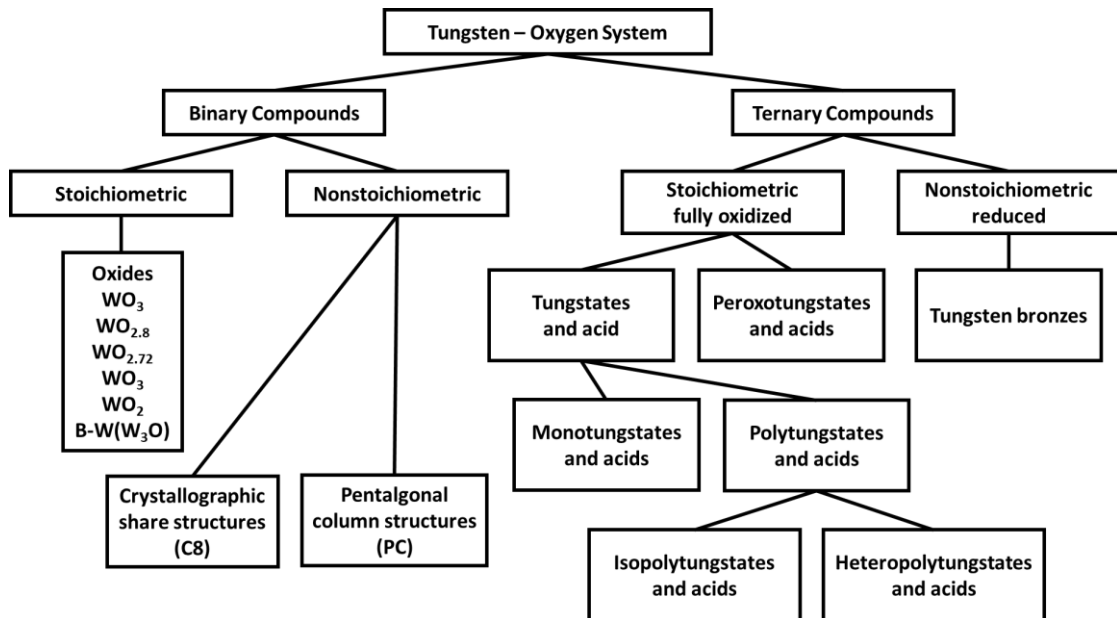 Tungsten – Oxygen System
Binary Compounds
Ternary Compounds
Stoichiometric
Nonstoichiometric
Stoichiometric
fully oxidized
Nonstoichiometric
reduced
Oxides
WO₃
WO₂.₈
WO₂.₇₂
WO₃
WO₂
B-W(W₃O)
Tungstates
and acid
Peroxotungstates
and acids
Tungsten bronzes
Monotungstates
and acids
Polytungstates
and acids
Crystallographic
share structures
(C8)
Pentalgonal
column structures
(PC)
Isopolytungstates
and acids
Heteropolytungstates
and acids